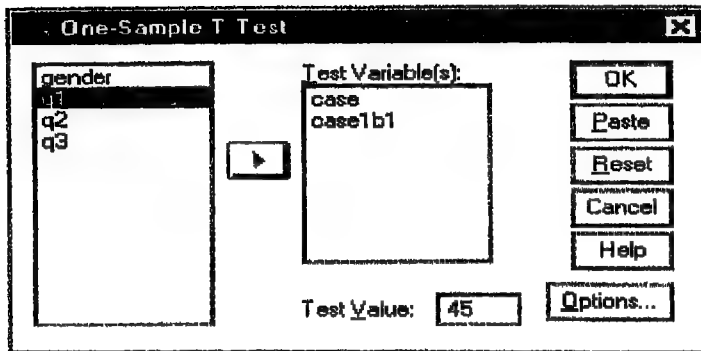 One-Sample T Test
gender
q1
q2
q3
Test Variable(s):
case
case1b1
Test Value: 45
OK
Paste
Reset
Cancel
Help
Options...